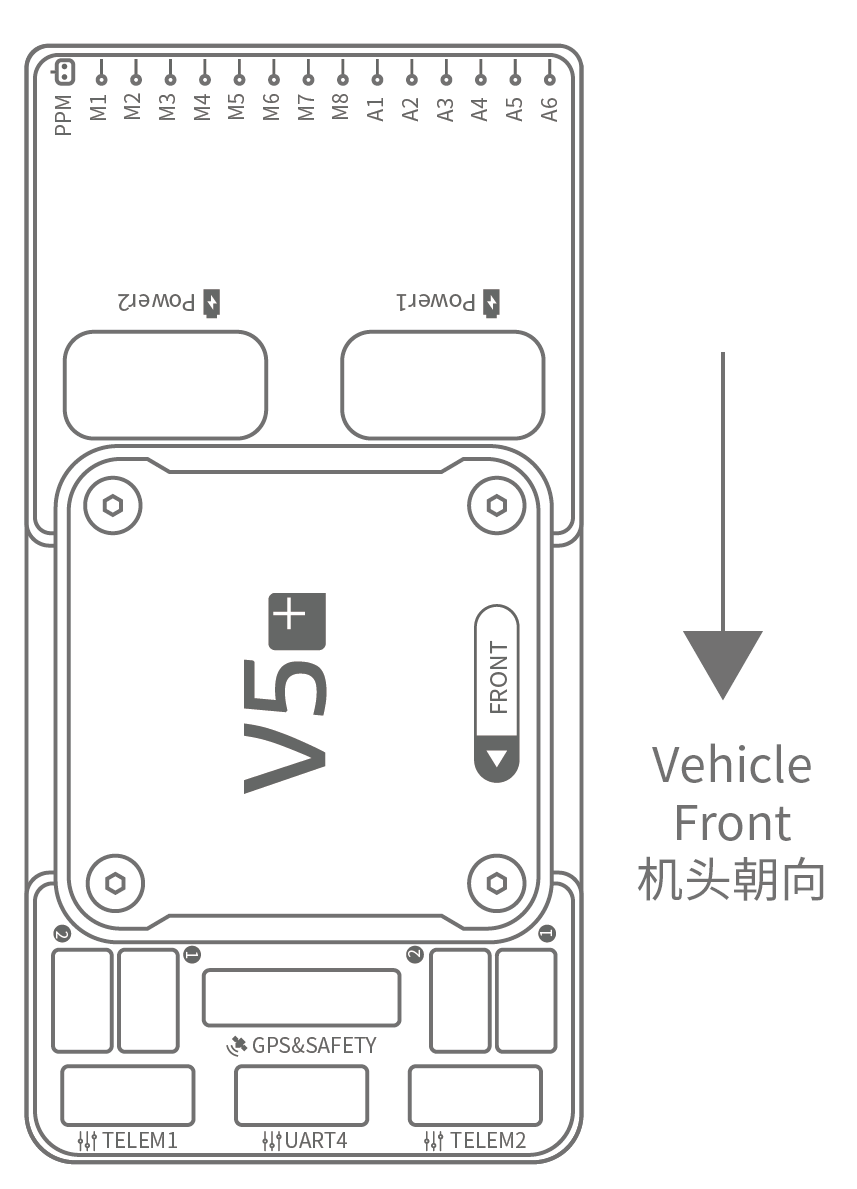 PPM
M1
M2
M3
M4
M5
M6
M7
M8
A1
A2
A3
A4
A5
A6
Power2
Power1
V5+
FRONT
Vehicle
Front
机头朝向
2
1
2
1
GPS&SAFETY
TELEM1
UART4
TELEM2